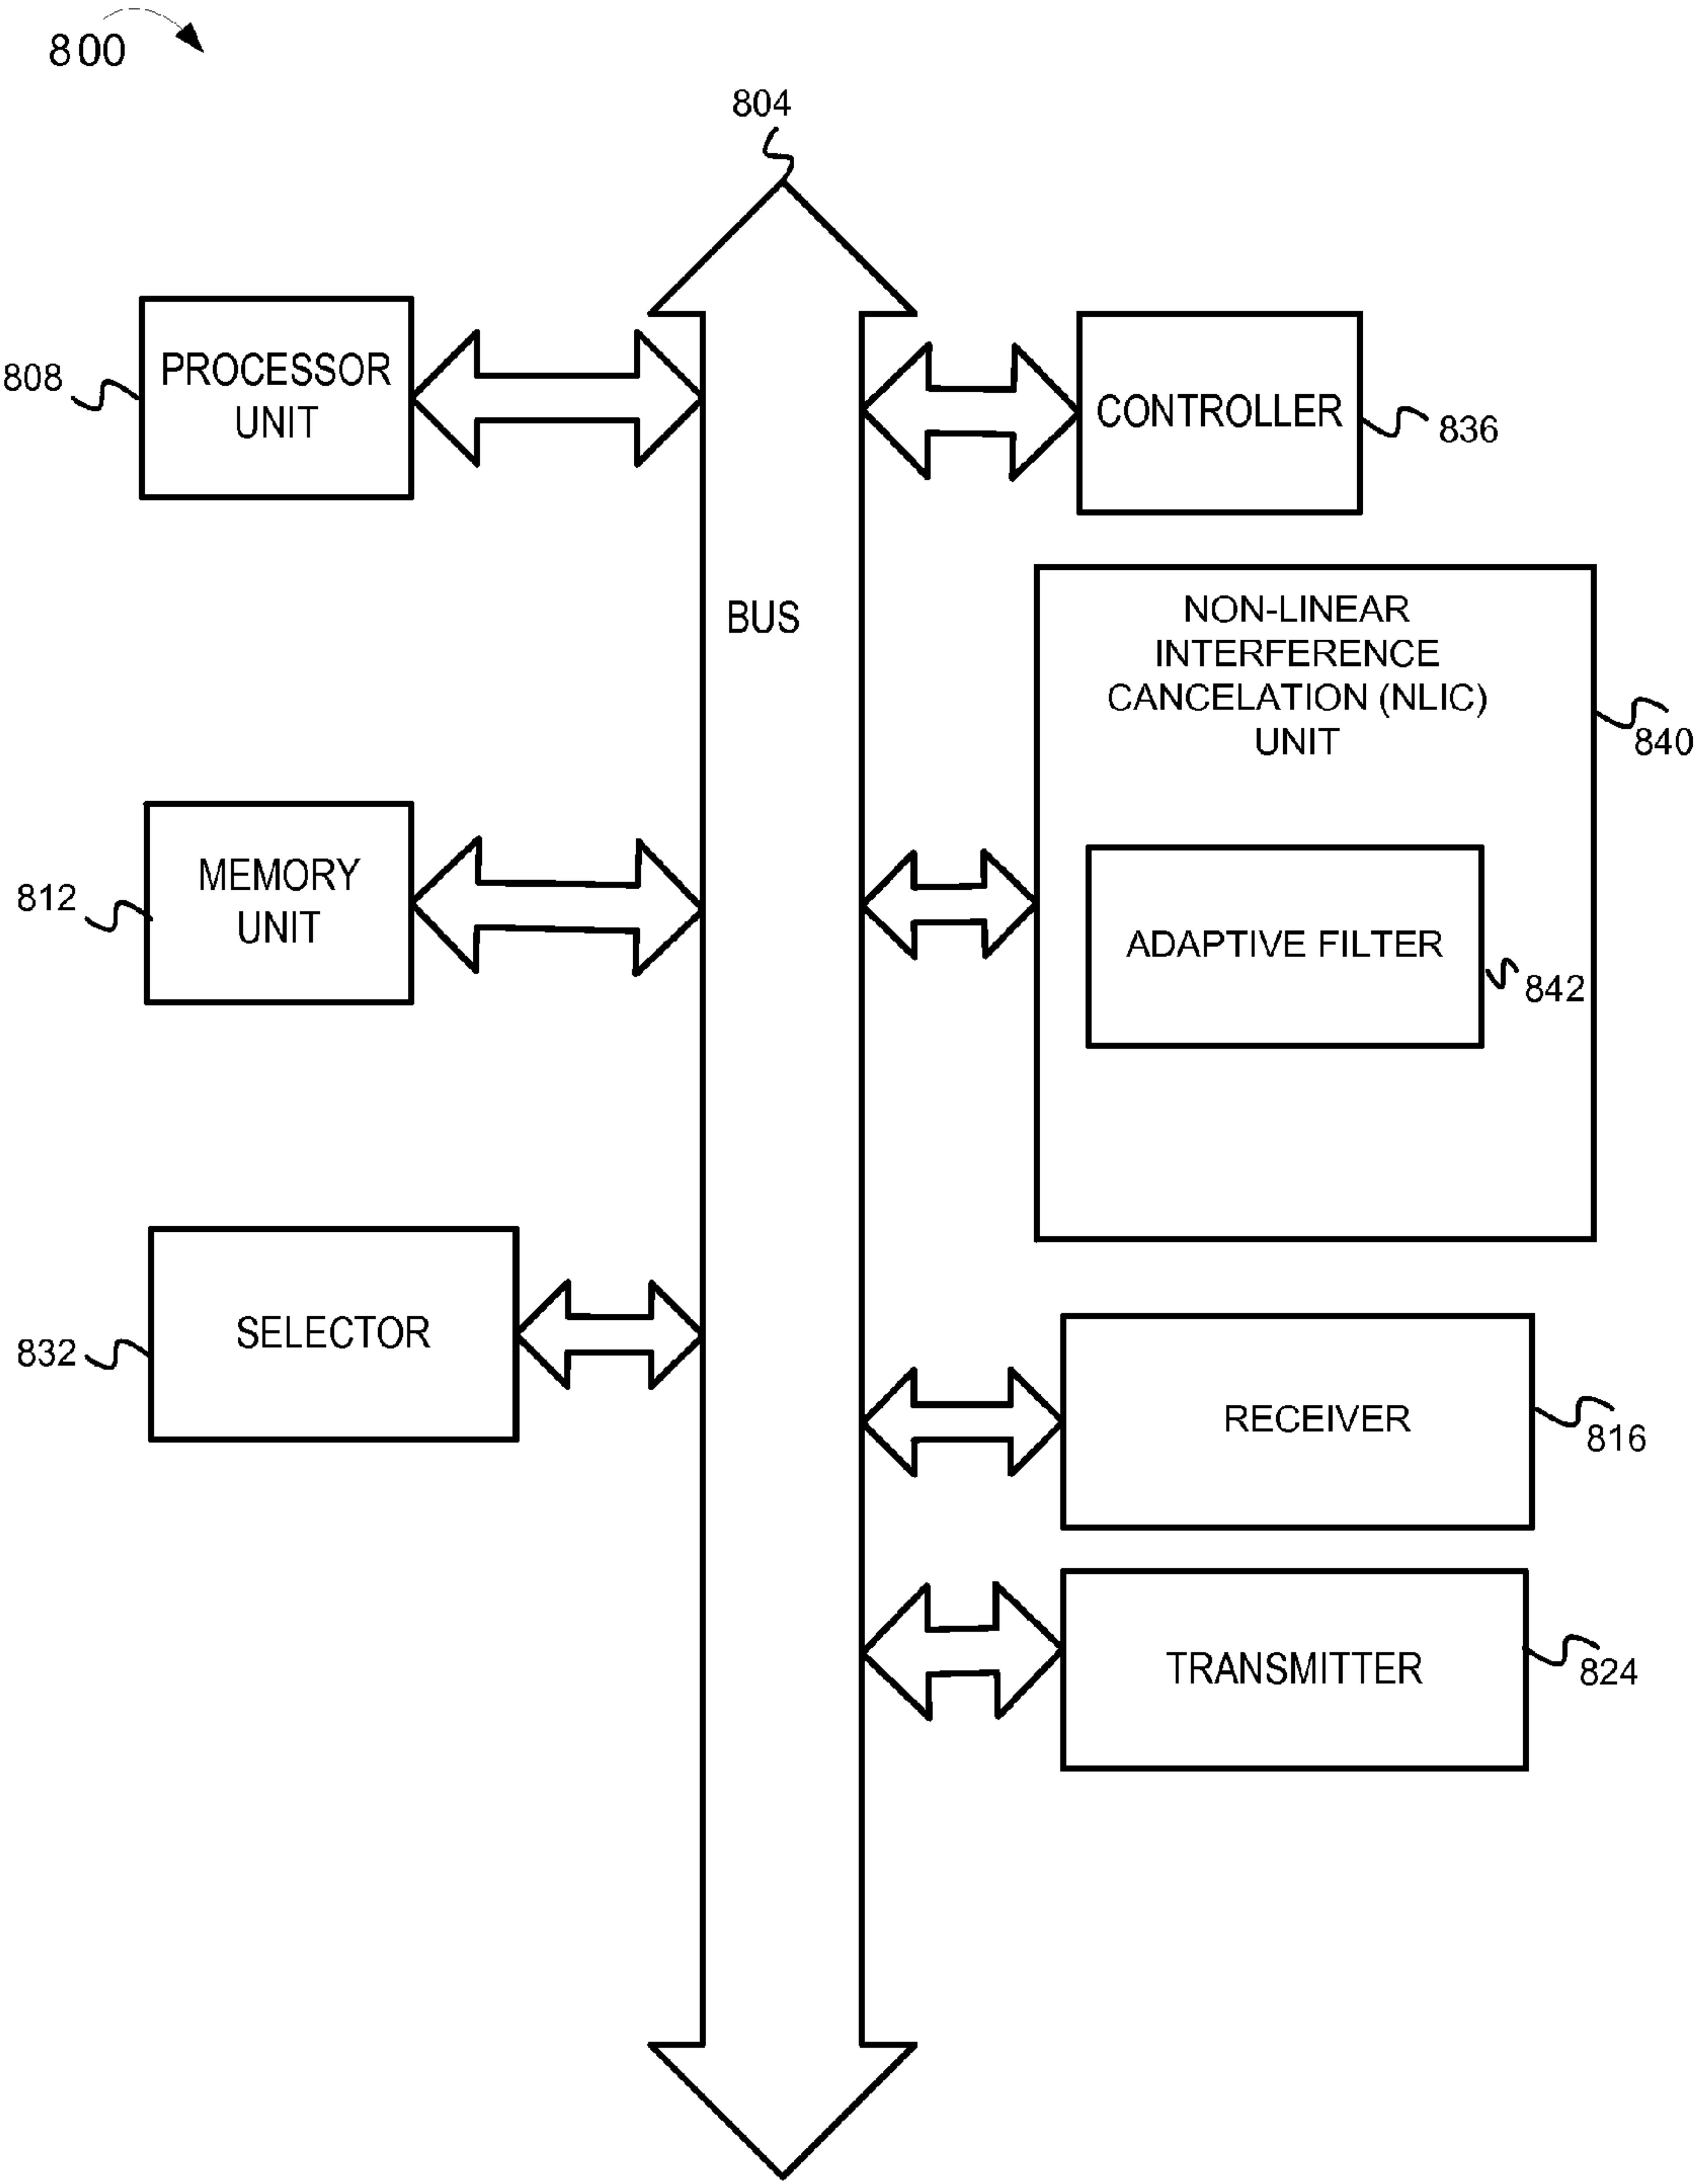 800
804
PROCESSOR
UNIT
808
CONTROLLER
836
BUS
NON-LINEAR
INTERFERENCE
CANCELATION (NLIC)
UNIT
840
MEMORY
UNIT
812
ADAPTIVE FILTER
842
SELECTOR
832
RECEIVER
816
TRANSMITTER
824